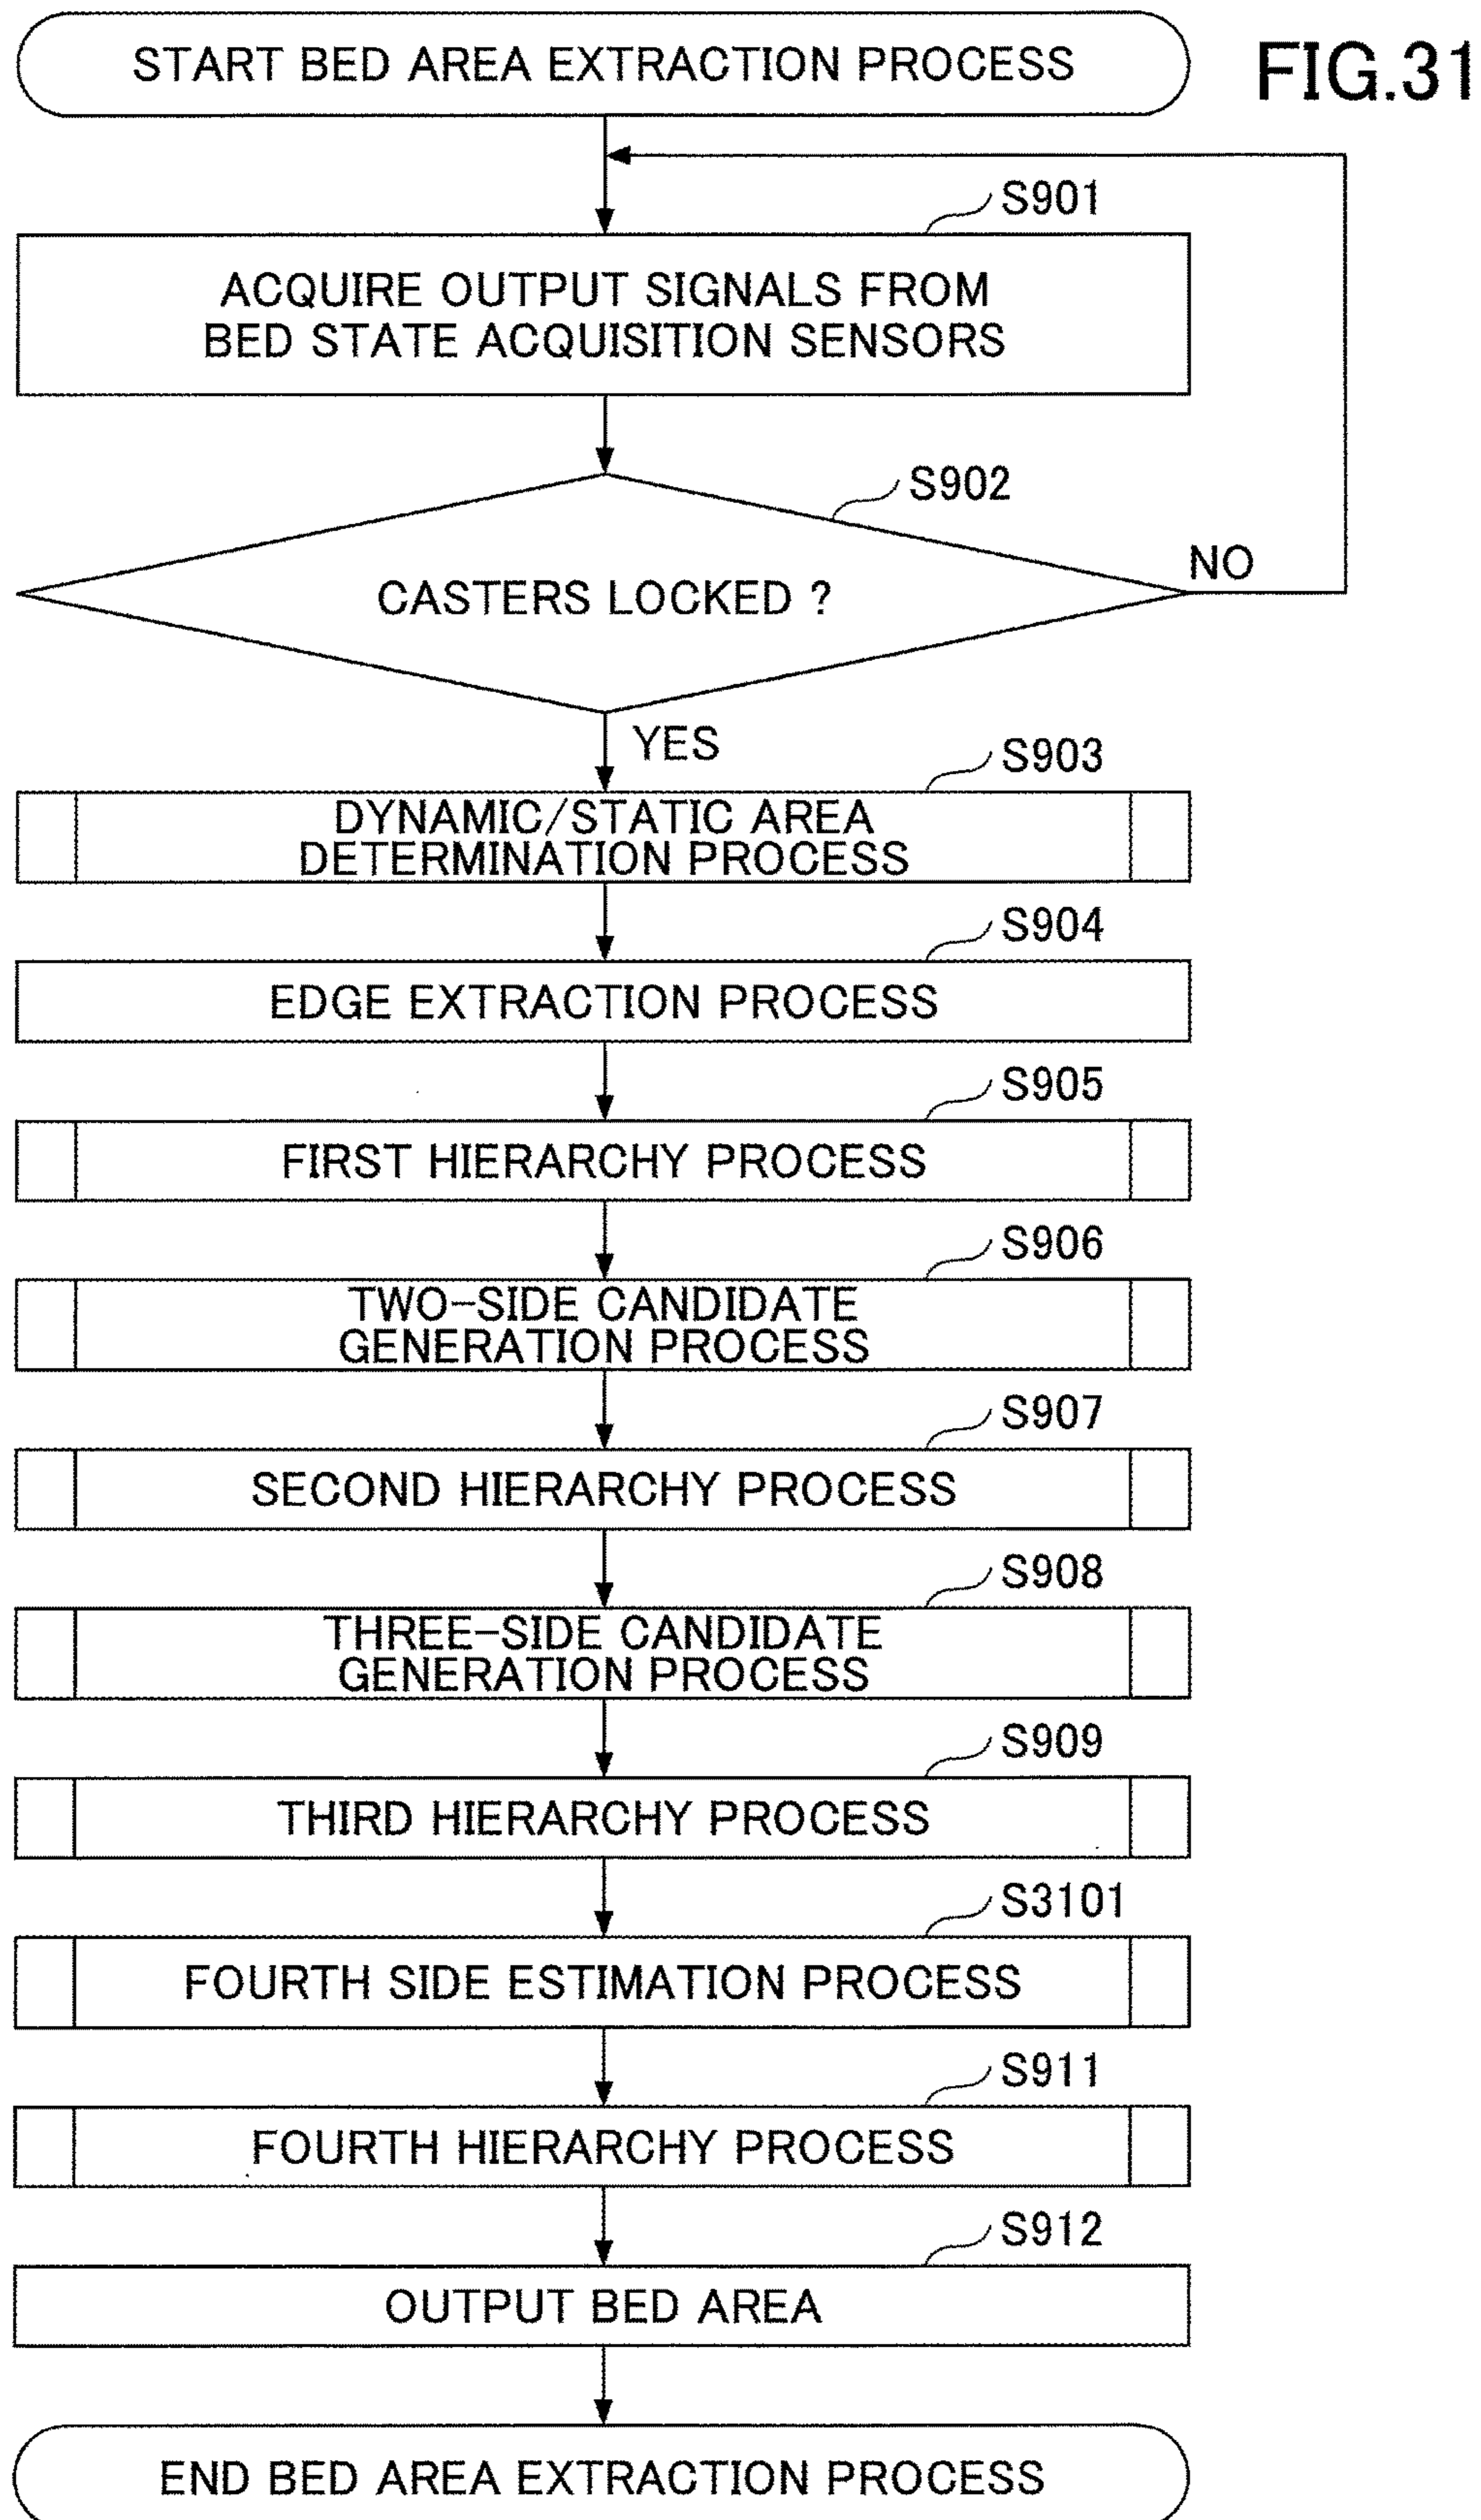 START BED AREA EXTRACTION PROCESS
FIG.31
S901
ACQUIRE OUTPUT SIGNALS FROM
BED STATE ACQUISITION SENSORS
S902
CASTERS LOCKED ?
NO
YES
S903
DYNAMIC/STATIC AREA
DETERMINATION PROCESS
S904
EDGE EXTRACTION PROCESS
S905
FIRST HIERARCHY PROCESS
S906
TWO-SIDE CANDIDATE
GENERATION PROCESS
S907
SECOND HIERARCHY PROCESS
S908
THREE-SIDE CANDIDATE
GENERATION PROCESS
S909
THIRD HIERARCHY PROCESS
S3101
FOURTH SIDE ESTIMATION PROCESS
S911
FOURTH HIERARCHY PROCESS
S912
OUTPUT BED AREA
END BED AREA EXTRACTION PROCESS